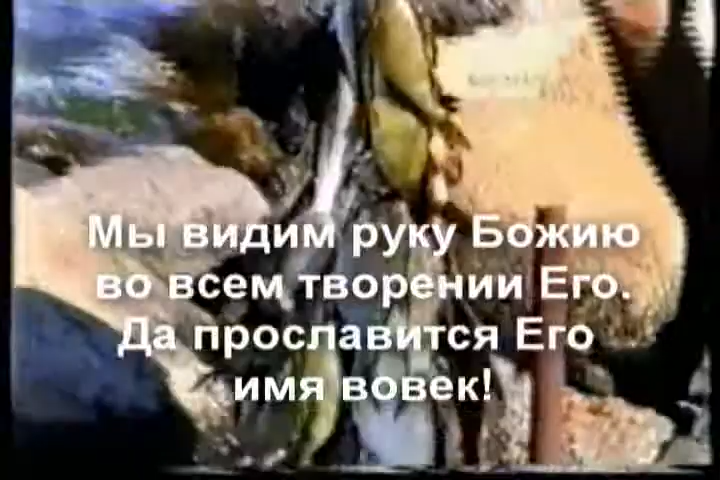 Мы видим руку Божию
во всем творении Его.
Да прославится Его
имя вовек!